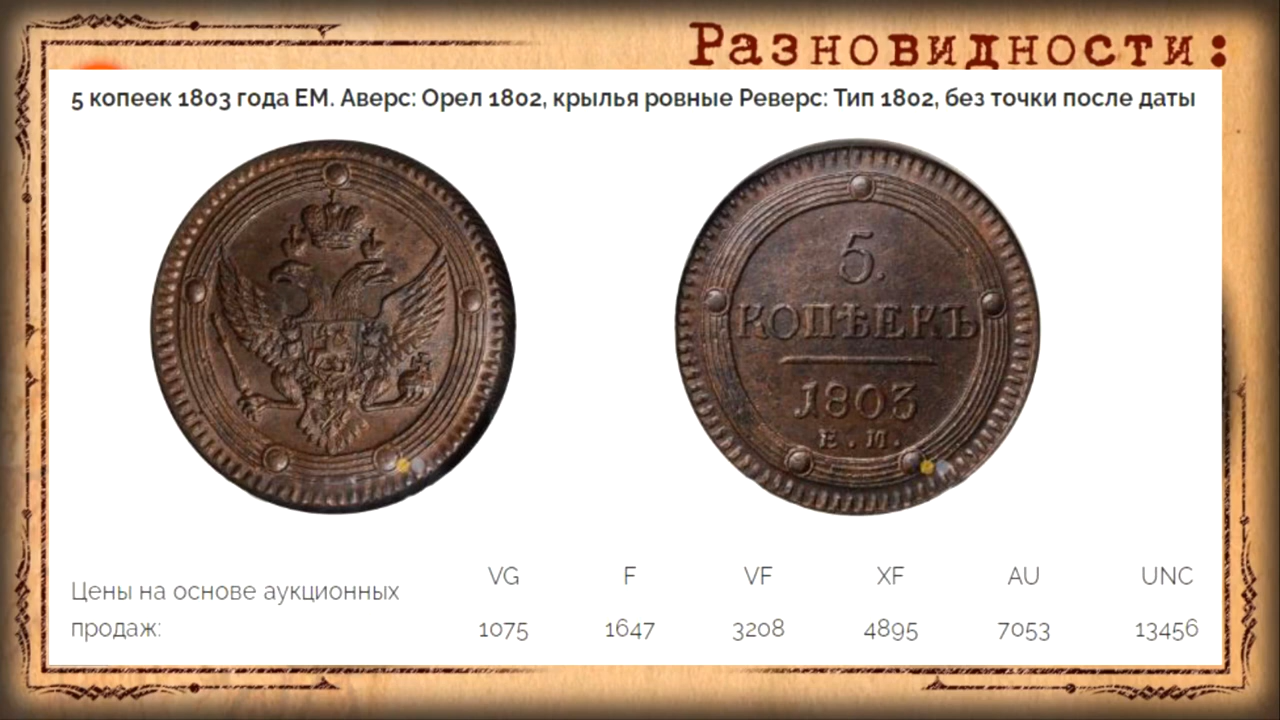 Разновидности:
5 копеек 1803 года ЕМ. Аверс: Орел 1802, крылья ровные Реверс: Тип 1802, без точки после даты
5.
КОПѢЕКЪ
1803
Е . М .
VG F VF XF AU UNC
Цены на основе аукционных
продаж:
1075 1647 3208 4895 7053 13456